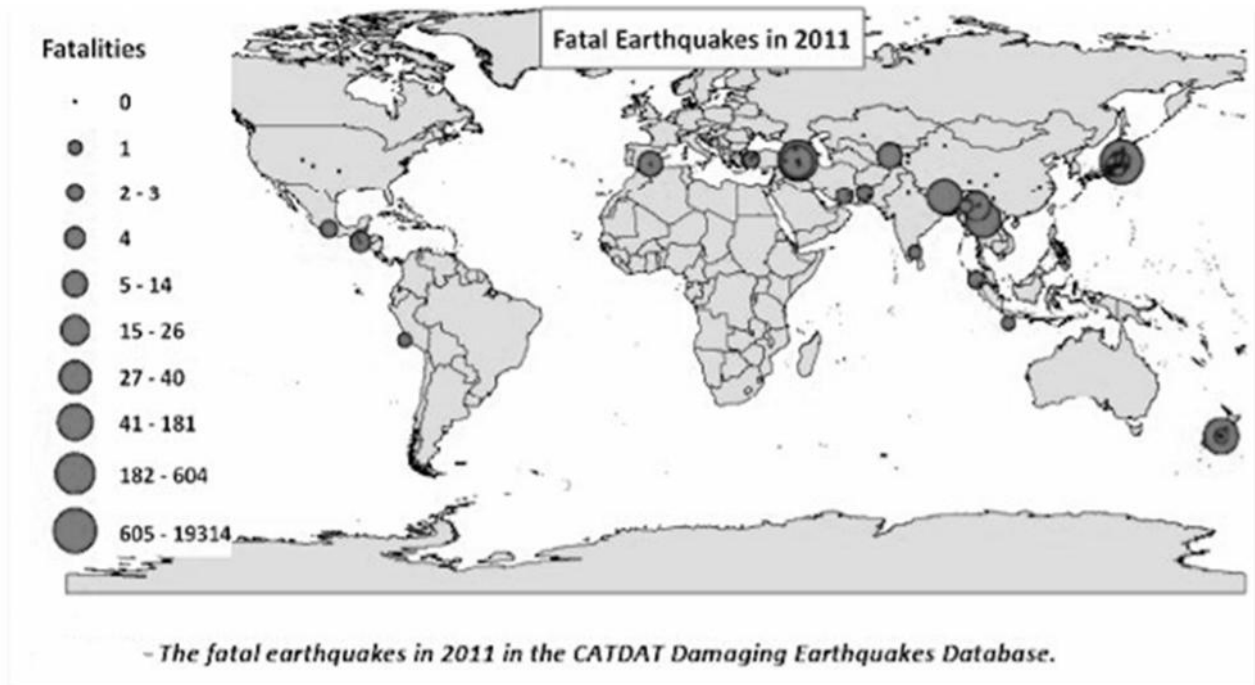 Fatal Earthquakes in 2011
Fatalities
0
1
2 - 3
4
5 - 14
15 - 26
27 - 40
41 - 181
182 - 604
605 - 19314
- The fatal earthquakes in 2011 in the CATDAT Damaging Earthquakes Database.